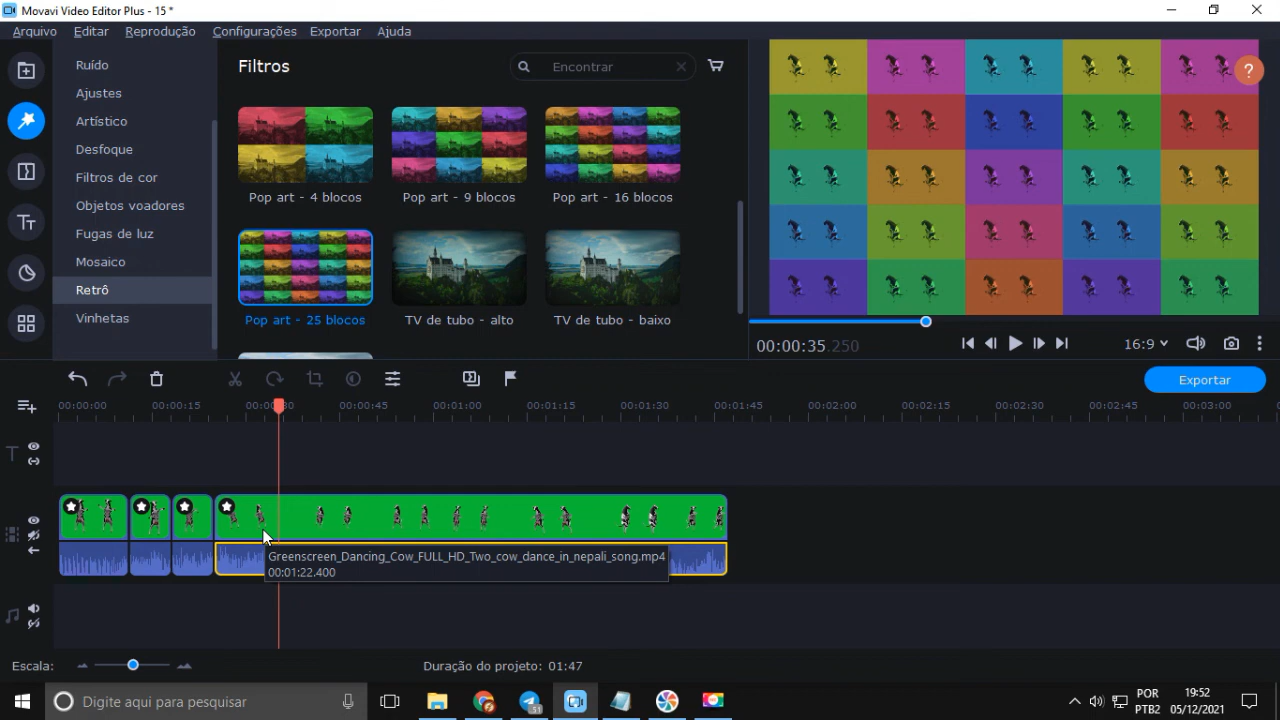 Movavi Video Editor Plus - 15 *
Arquivo Editar Reprodução Configurações Exportar Ajuda
Ruído
Ajustes
Artístico
Desfoque
Filtros de cor
Objetos voadores
Fugas de luz
Mosaico
Retrô
Vinhetas
Filtros
Encontrar
Pop art - 4 blocos
Pop art - 9 blocos
Pop art - 16 blocos
Pop art - 25 blocos
TV de tubo - alto
TV de tubo - baixo
?
00:00:35.250
16:9
Exportar
00:00:00 00:00:15 00:00:30 00:00:45 00:01:00 00:01:15 00:01:30 00:01:45 00:02:00 00:02:15 00:02:30 00:02:45 00:03:00
Greenscreen_Dancing_Cow_FULL_HD_Two_cow_dance_in_nepali_song.mp4
00:01:22.400
Escala:
Duração do projeto: 01:47
Digite aqui para pesquisar
51
POR
PTB2
19:52
05/12/2021